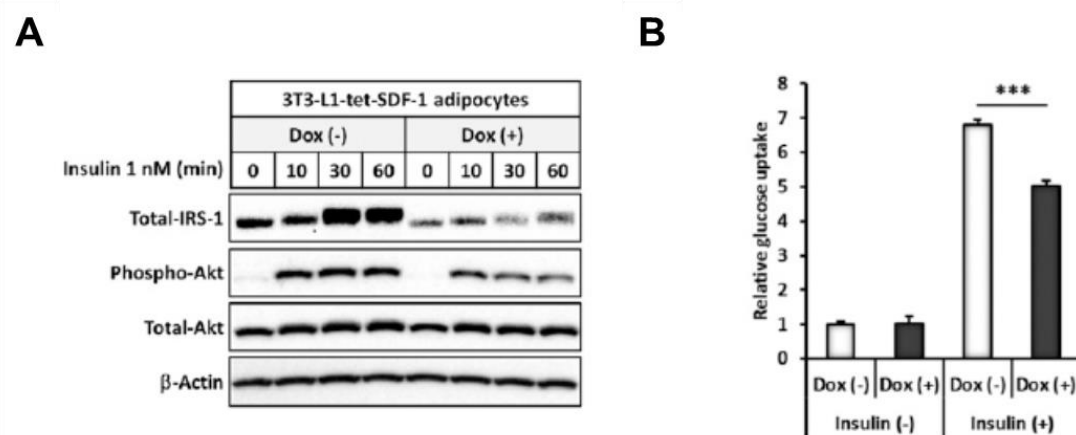 A
3T3-L1-tet-SDF-1 adipocytes
Dox (-) Dox (+)
Insulin 1 nM (min) 0 10 30 60 0 10 30 60
Total-IRS-1
Phospho-Akt
Total-Akt
β-Actin
B
Relative glucose uptake
8
7
6
5
4
3
2
1
0
***
Dox (-) Dox (+) Dox (-) Dox (+)
Insulin (-) Insulin (+)